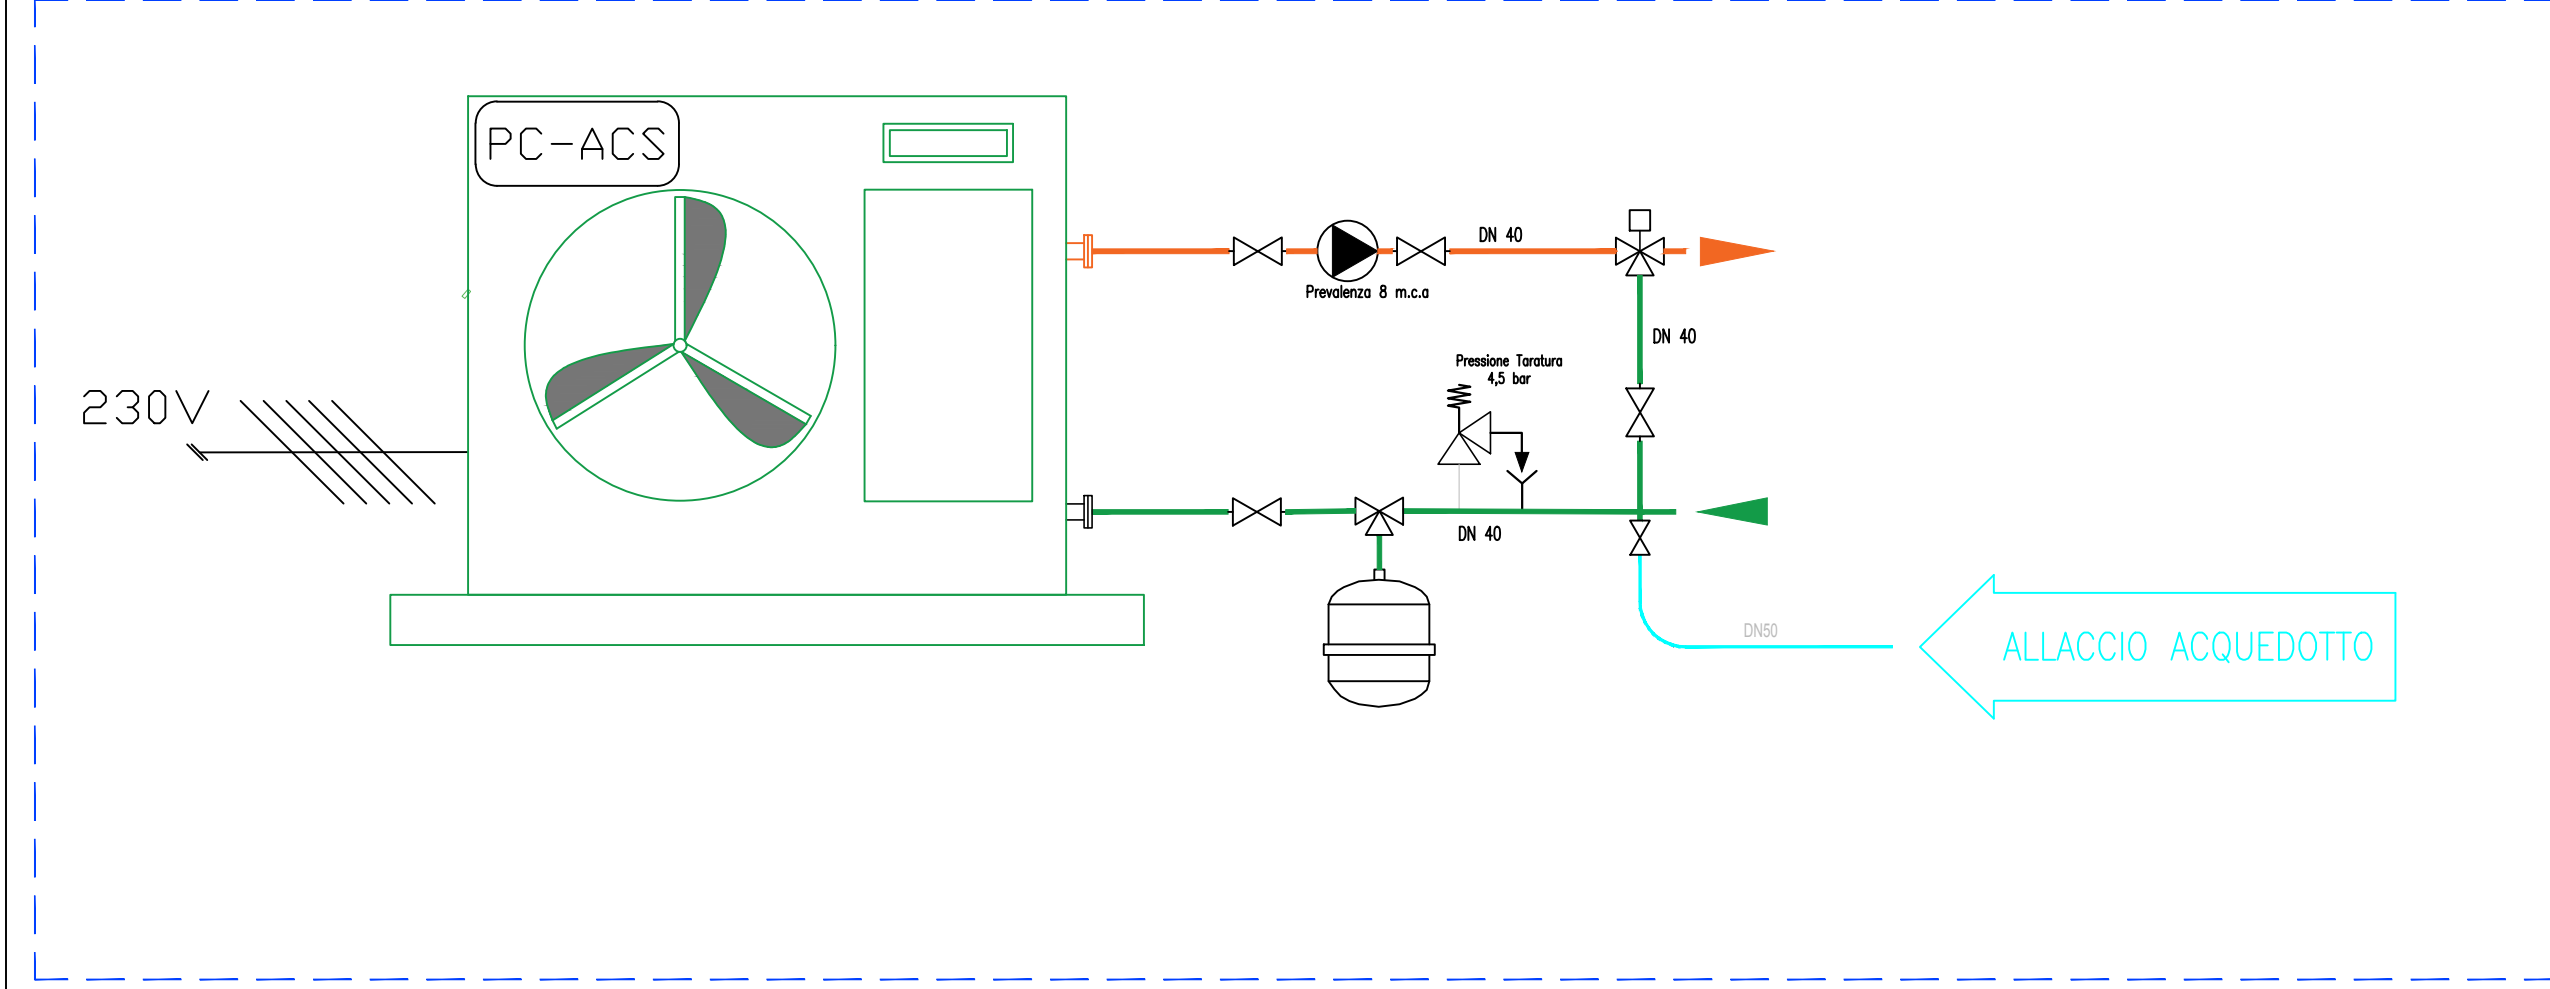 PC-ACS
DN 40
Prevalenza 8 m.c.a
DN 40
Pressione Taratura
4,5 bar
230V
DN 40
DN50
ALLACCIO ACQUEDOTTO